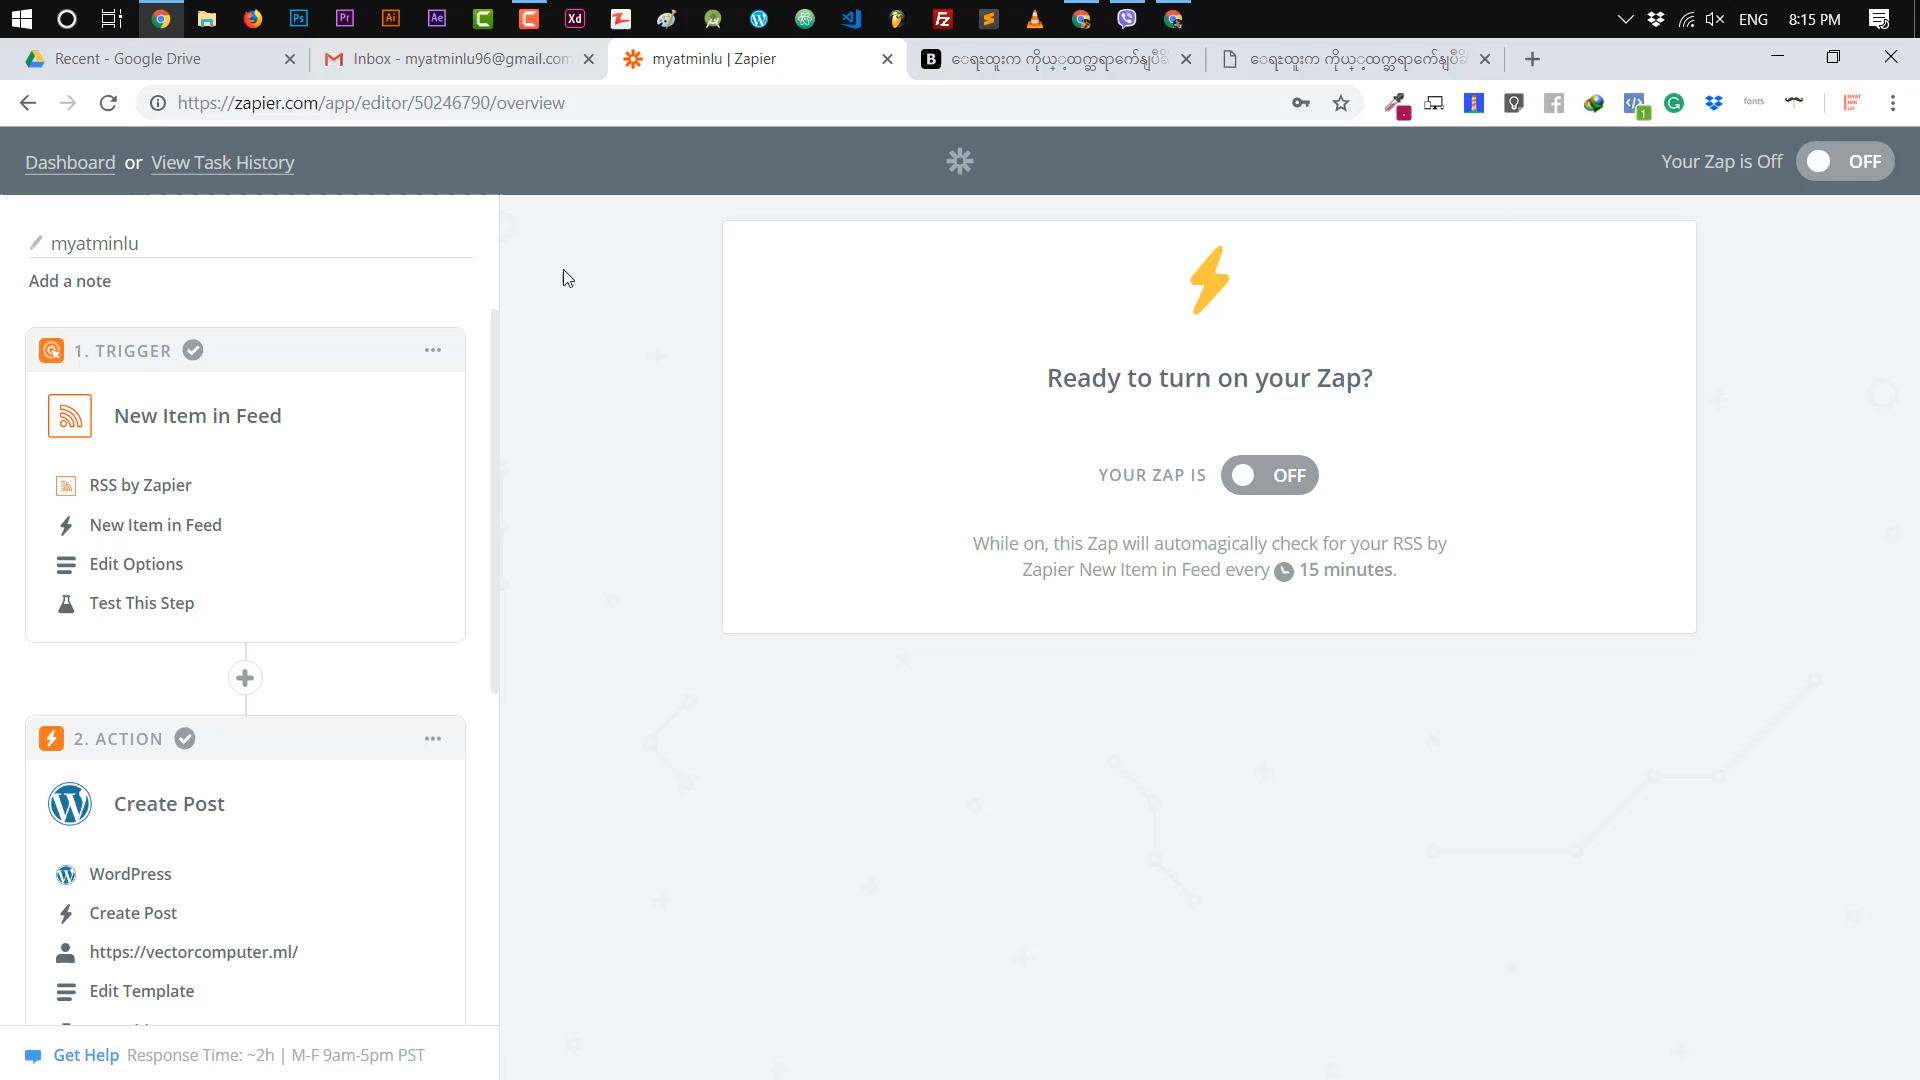 ENG
8:15 PM
Recent - Google Drive
Inbox - myatminlu96@gmail.com
myatminlu | Zapier
https://zapier.com/app/editor/50246790/overview
fonts
Dashboard or View Task History
Your Zap is Off
OFF
myatminlu
Add a note
1. TRIGGER
New Item in Feed
RSS by Zapier
New Item in Feed
Edit Options
Test This Step
2. ACTION
Create Post
WordPress
Create Post
https://vectorcomputer.ml/
Edit Template
Get Help Response Time: ~2h | M-F 9am-5pm PST
Ready to turn on your Zap?
YOUR ZAP IS OFF
While on, this Zap will automagically check for your RSS by
Zapier New Item in Feed every 15 minutes.